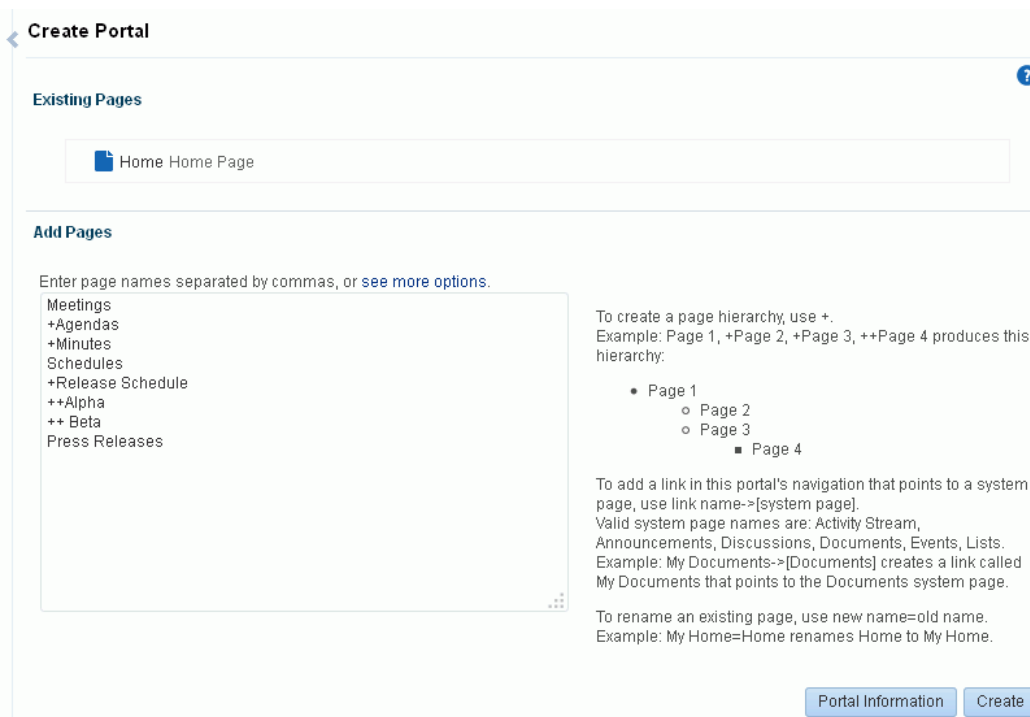 Create Portal
?
Existing Pages
Home Home Page
Add Pages
Enter page names separated by commas, or see more options.
Meetings
+Agendas
+Minutes
Schedules
+Release Schedule
++Alpha
++ Beta
Press Releases
To create a page hierarchy, use +.
Example: Page 1, +Page 2, +Page 3, ++Page 4 produces this
hierarchy:
Page 1
Page 2
Page 3
Page 4
To add a link in this portal's navigation that points to a system
page, use link name->[system page].
Valid system page names are: Activity Stream,
Announcements, Discussions, Documents, Events, Lists.
Example: My Documents->[Documents] creates a link called
My Documents that points to the Documents system page.
To rename an existing page, use new name=old name.
Example: My Home=Home renames Home to My Home.
Portal Information
Create